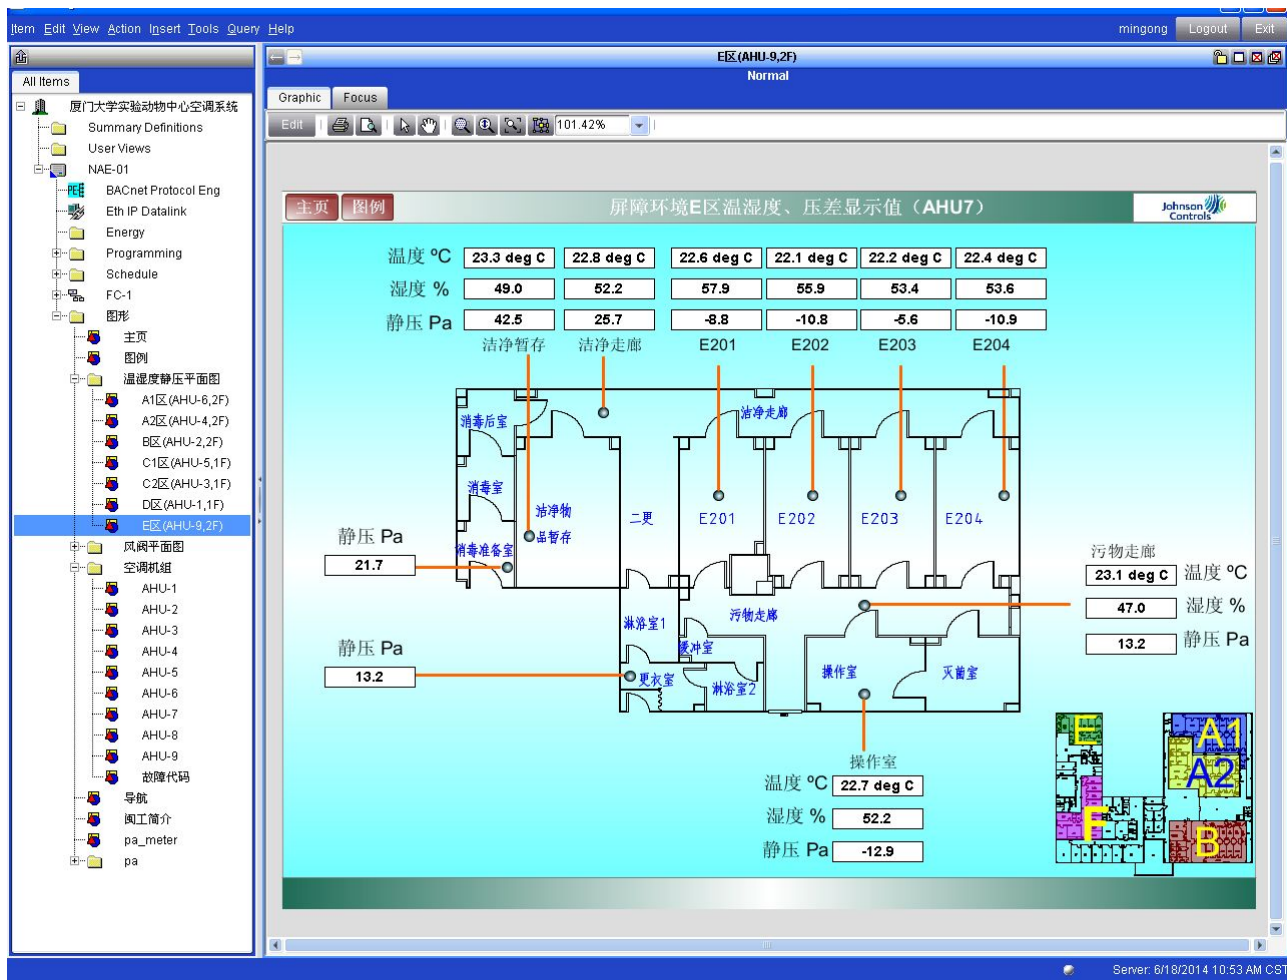 Item Edit View Action Insert Tools Query Help
mingong Logout Exit
All Items
厦门大学实验动物中心空调系统
Summary Definitions
User Views
NAE-01
BACnet Protocol Eng
Eth IP Datalink
Energy
Programming
Schedule
FC-1
图形
主页
图例
温湿度静压平面图
A1区(AHU-6,2F)
A2区(AHU-4,2F)
B区(AHU-2,2F)
C1区(AHU-5,1F)
C2区(AHU-3,1F)
D区(AHU-1,1F)
E区(AHU-9,2F)
风阀平面图
空调机组
AHU-1
AHU-2
AHU-3
AHU-4
AHU-5
AHU-6
AHU-7
AHU-8
AHU-9
故障代码
导航
闽工简介
pa_meter
pa
E区(AHU-9,2F)
Normal
Graphic Focus
Edit 101.42%
主页 图例 屏障环境E区温湿度、压差显示值（AHU7） Johnson Controls
温度 ºC 23.3 deg C 22.8 deg C 22.6 deg C 22.1 deg C 22.2 deg C 22.4 deg C
湿度 % 49.0 52.2 57.9 55.9 53.4 53.6
静压 Pa 42.5 25.7 -8.8 -10.8 -5.6 -10.9
洁净暂存 洁净走廊 E201 E202 E203 E204
消毒后室 洁净走廊
消毒室
洁净物
品暂存
二更 E201 E202 E203 E204
消毒准备室
静压 Pa
21.7
污物走廊
23.1 deg C 温度 ºC
47.0 湿度 %
13.2 静压 Pa
淋浴室1 污物走廊
缓冲室
静压 Pa
13.2
更衣室 淋浴室2 操作室 灭菌室
操作室
温度 ºC 22.7 deg C
湿度 % 52.2
静压 Pa -12.9
E A1
A2
F B
Server: 6/18/2014 10:53 AM CST